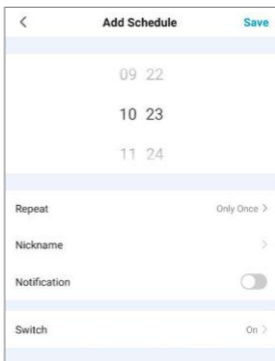 < Add Schedule Save
09 22
10 23
11 24
Repeat Only Once >
Nickname >
Notification
Switch On >